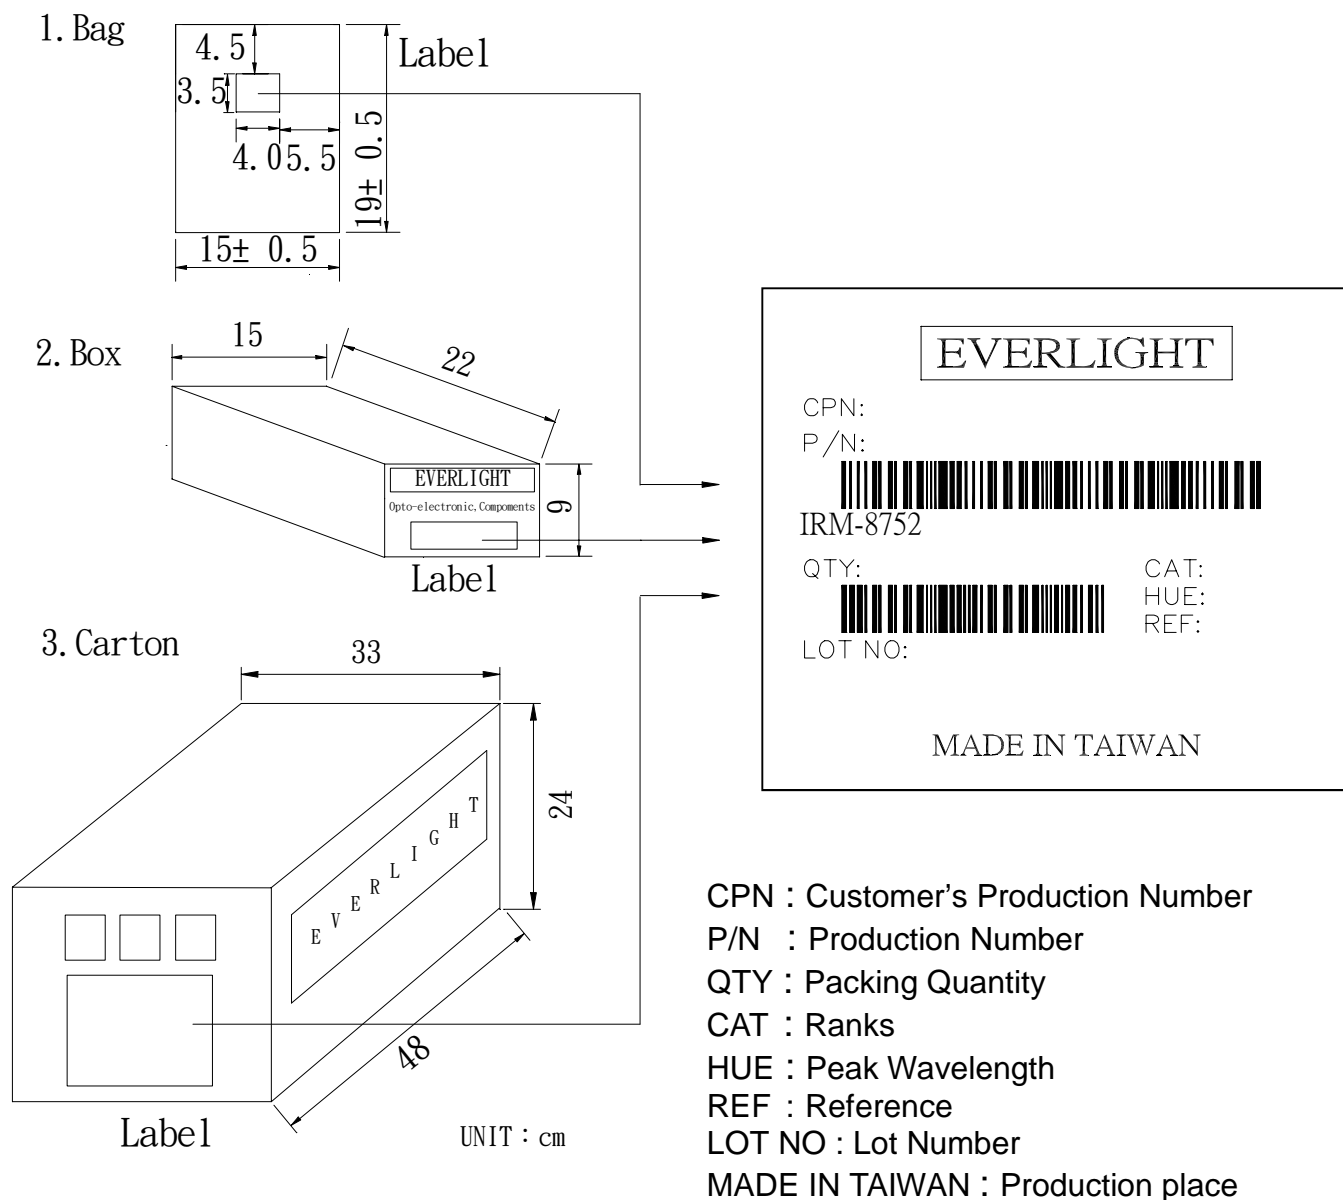 1. Bag
4.5
Label
3.5
4.0
5.5
19± 0.5
15± 0.5
2. Box
15
22
EVERLIGHT
Opto-electronic, Compoments
9
Label
3. Carton
33
24
EVERLIGHT
48
Label
UNIT：cm
EVERLIGHT
CPN:
P/N:
IRM-8752
QTY:
CAT:
HUE:
REF:
LOT NO:
MADE IN TAIWAN
CPN：Customer's Production Number
P/N ：Production Number
QTY：Packing Quantity
CAT ：Ranks
HUE：Peak Wavelength
REF：Reference
LOT NO : Lot Number
MADE IN TAIWAN：Production place